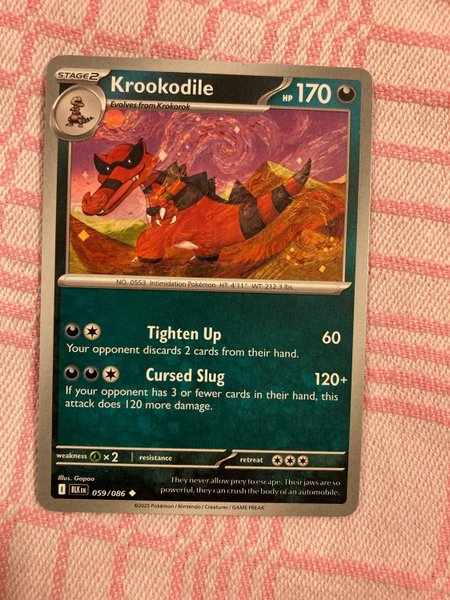 STAGE2 Krookodile HP 170
Evolves from Krokorok
NO. 0553 Intimidation Pokémon HT: 4'11" WT: 212.3 lbs.
Tighten Up 60
Your opponent discards 2 cards from their hand.
Cursed Slug 120+
If your opponent has 3 or fewer cards in their hand, this
attack does 120 more damage.
weakness ×2 resistance retreat
Illus. Gapao
They never allow prey to escape. Their jaws are so
powerful, they can crush the body of an automobile.
I BLK EN 059/086
©2025 Pokémon / Nintendo / Creatures / GAME FREAK